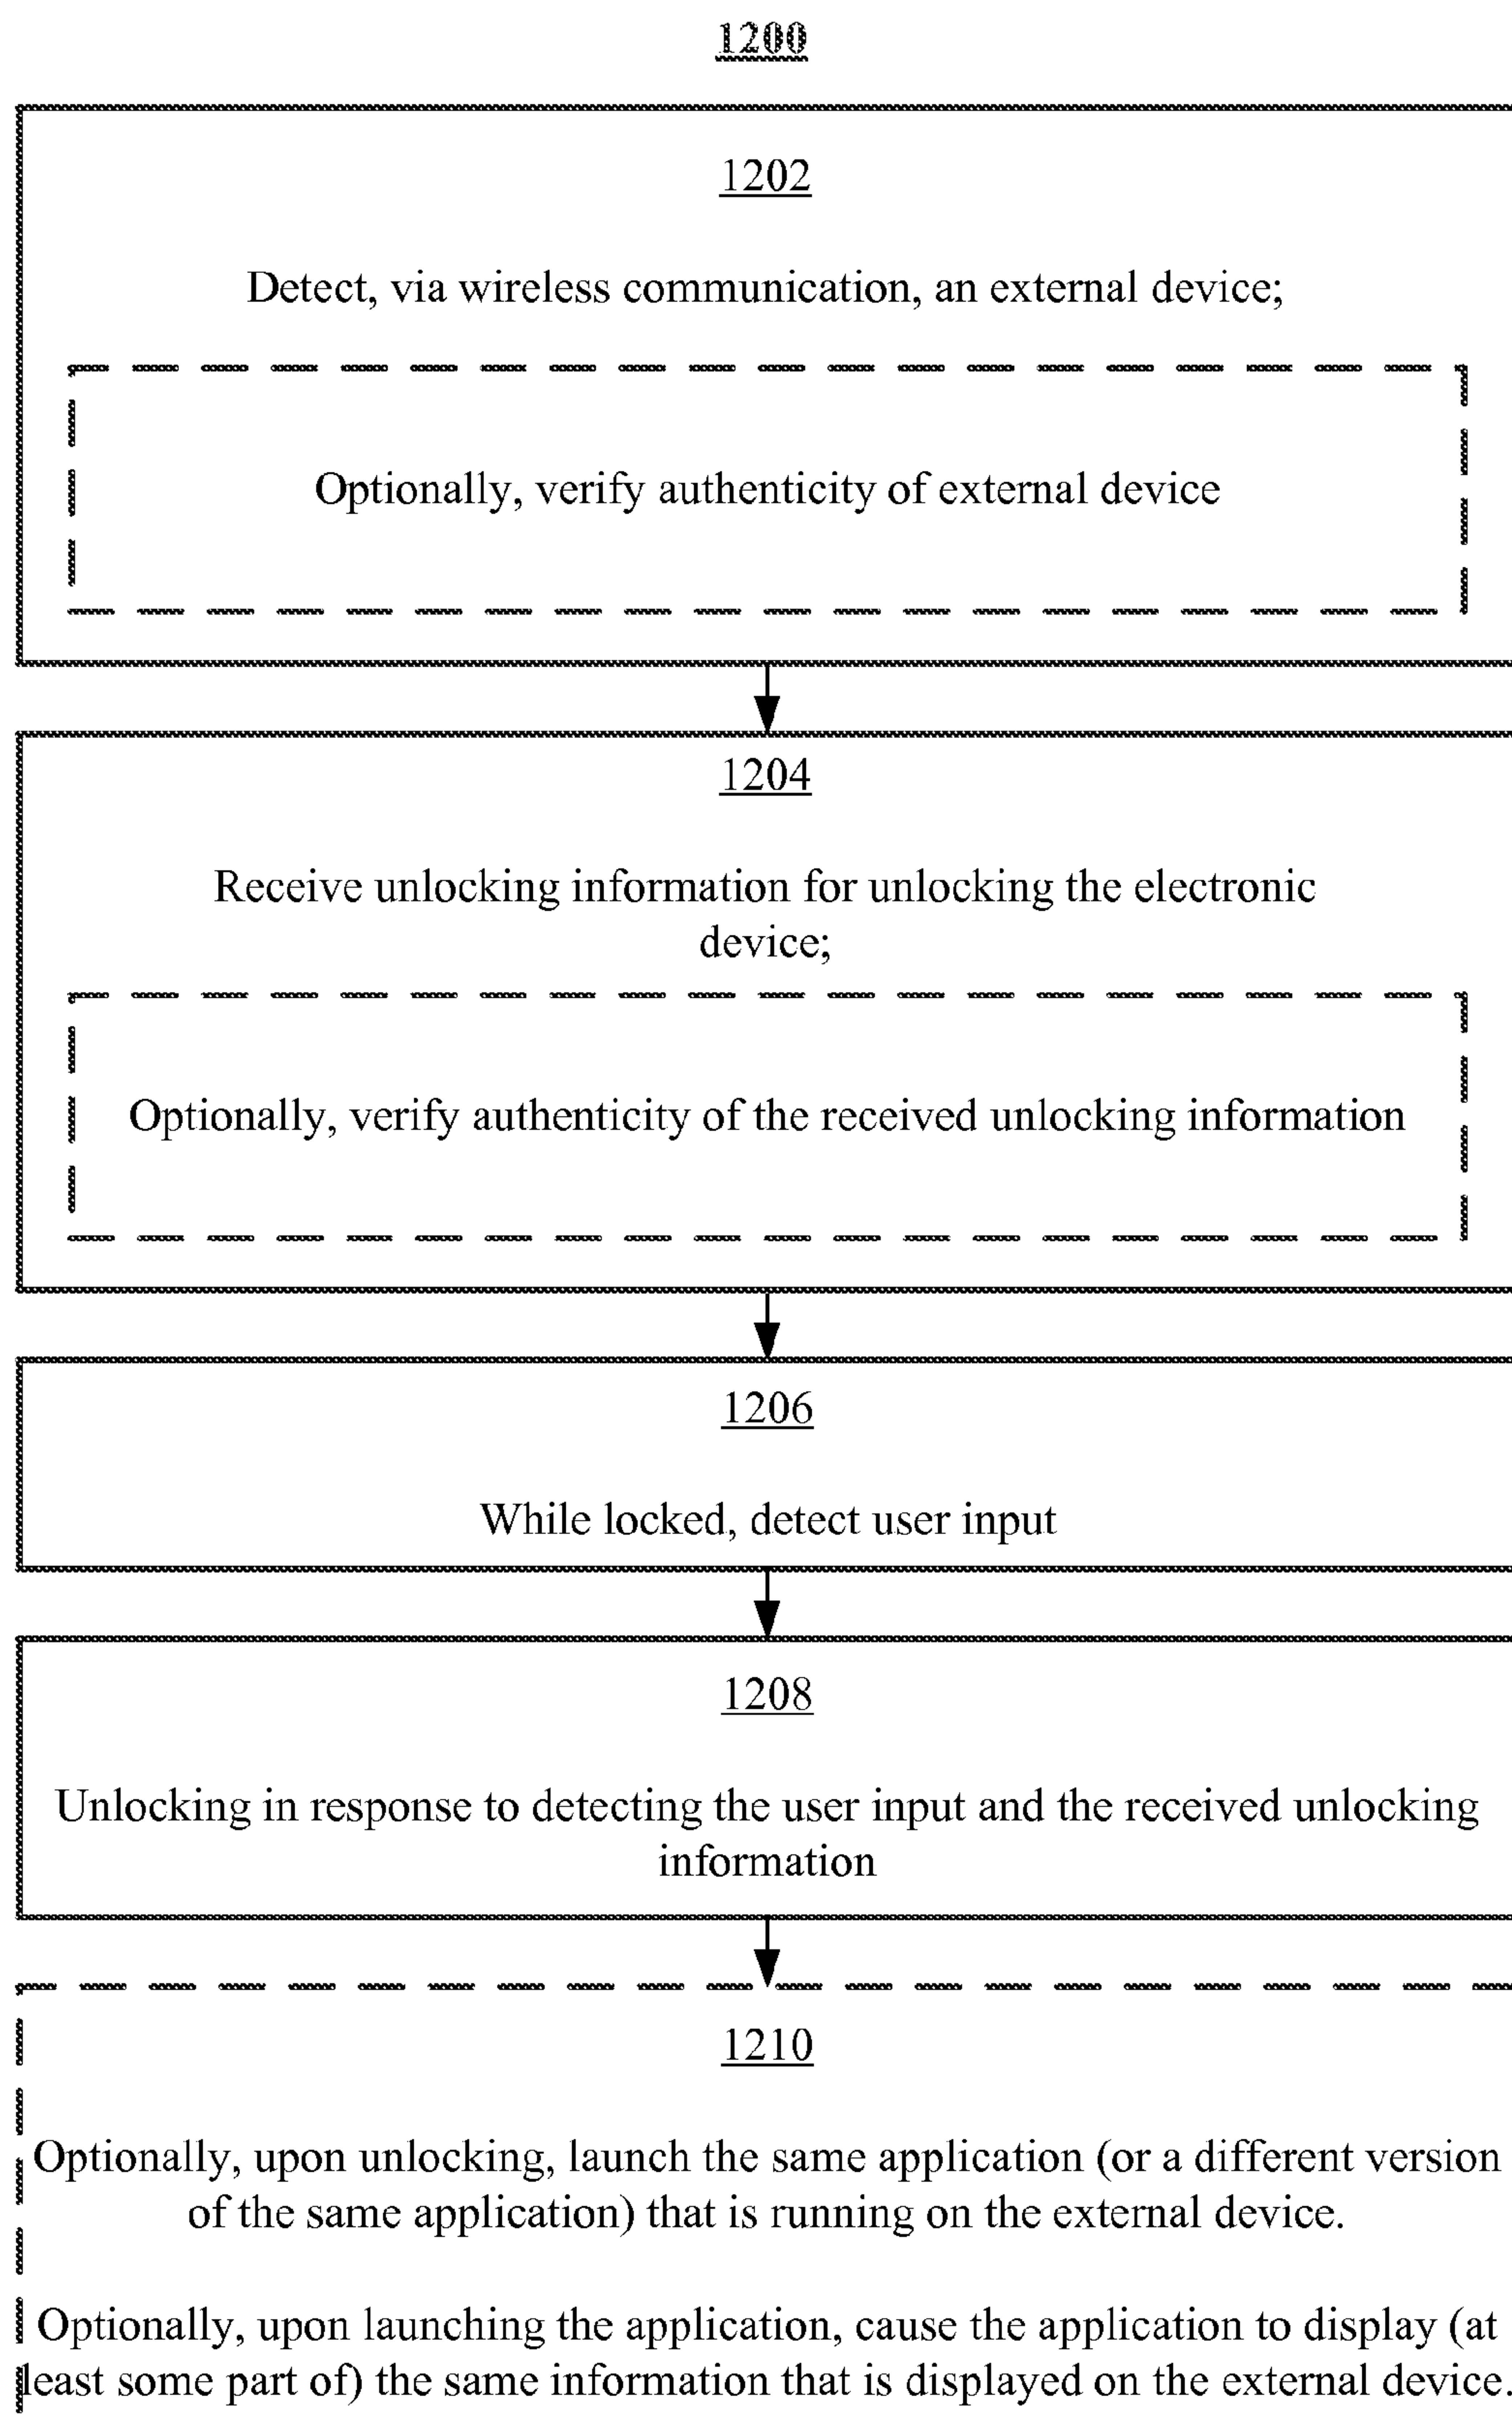 1200
1202
Detect, via wireless communication, an external device;
Optionally, verify authenticity of external device
1204
Receive unlocking information for unlocking the electronic
device;
Optionally, verify authenticity of the received unlocking information
1206
While locked, detect user input
1208
Unlocking in response to detecting the user input and the received unlocking
information
1210
Optionally, upon unlocking, launch the same application (or a different version
of the same application) that is running on the external device.
Optionally, upon launching the application, cause the application to display (at
least some part of) the same information that is displayed on the external device.